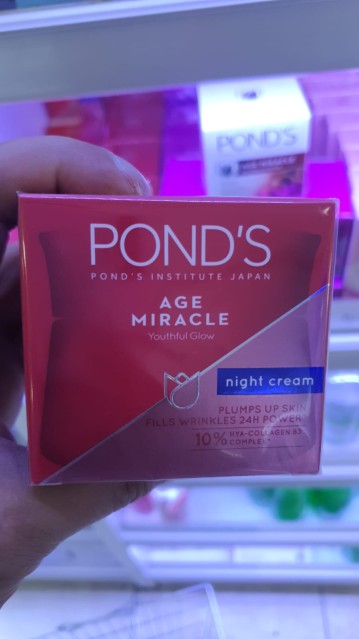 POND'S
POND'S
POND'S INSTITUTE JAPAN
AGE
MIRACLE
Youthful Glow
night cream
PLUMPS UP SKIN
FILLS WRINKLES 24H POWER
10% HYA-COLLAGEN B3
COMPLEX*